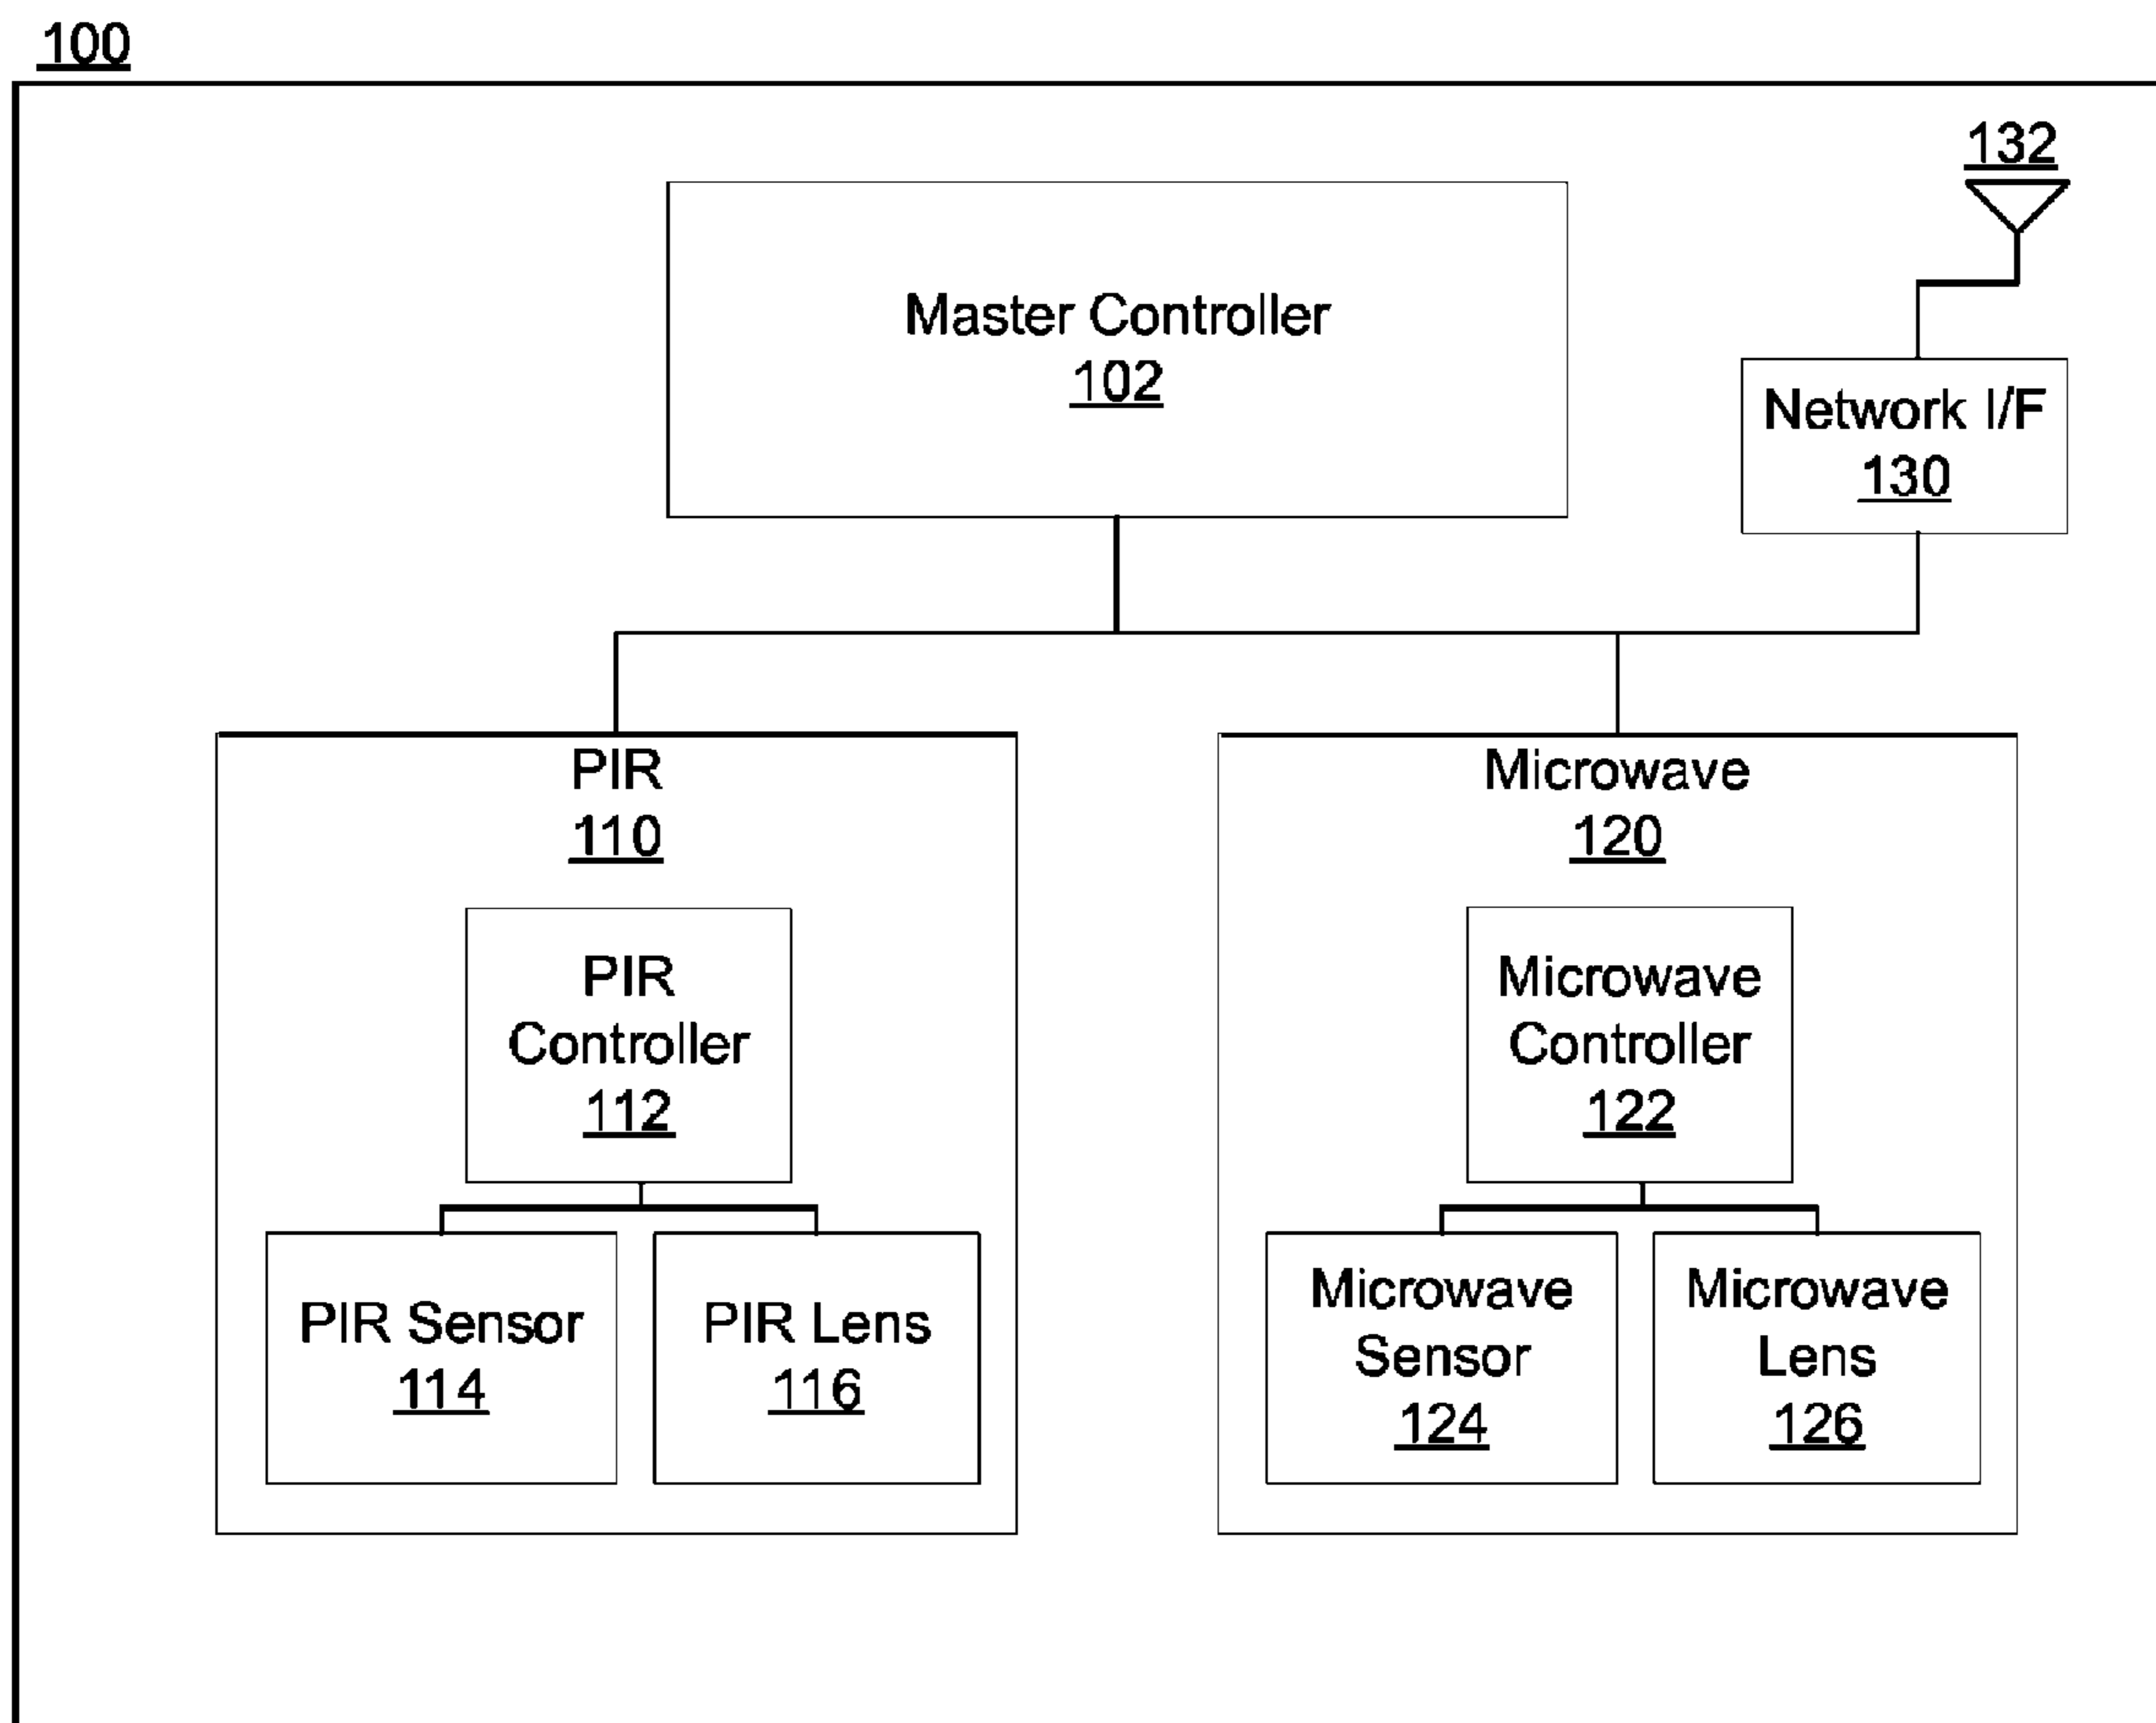 100
132
Master Controller
102
Network I/F
130
PIR
110
Microwave
120
PIR
Controller
112
Microwave
Controller
122
PIR Sensor
114
PIR Lens
116
Microwave
Sensor
124
Microwave
Lens
126